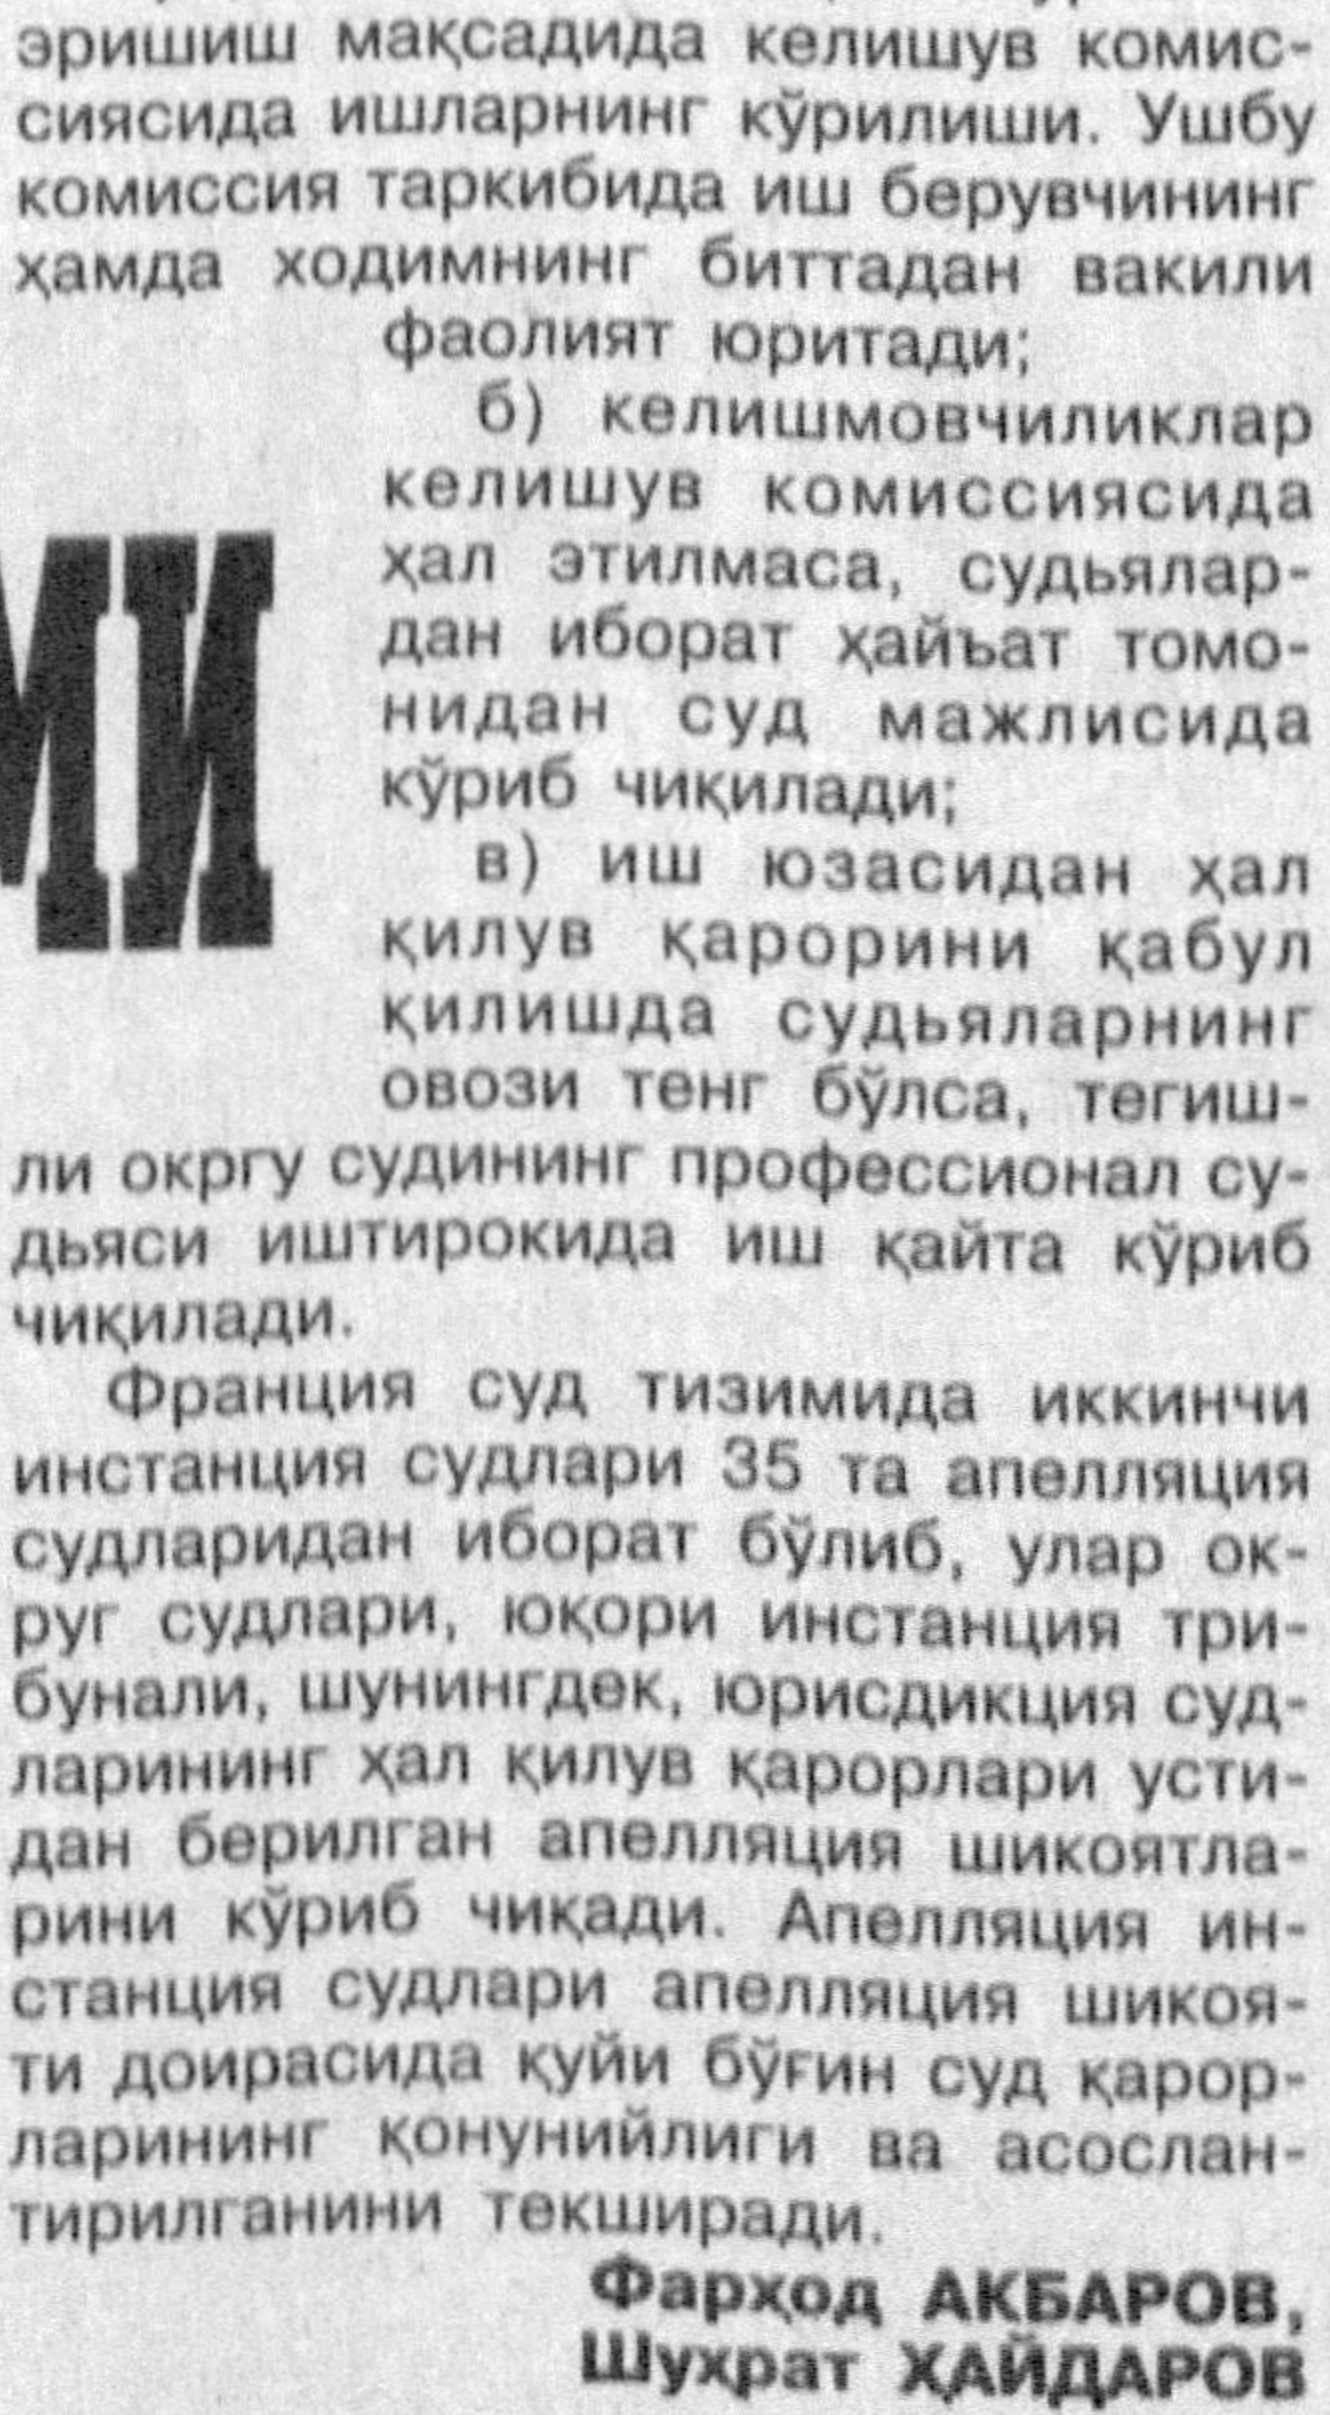 эришиш мақсадида келишув комис-
сиясида ишларнинг кўрилиши. Ушбу
комиссия таркибида иш берувчининг
ҳамда ходимнинг биттадан вакили
фаолият юритади;
б) келишмовчиликлар
келишув комиссиясида
ҳал этилмаса, судьялар-
дан иборат ҳайъат томо-
нидан суд мажлисида
кўриб чиқилади;
МИ
в) иш юзасидан ҳал
қилув қарорини қабул
қилишда судьяларнинг
овози тенг бўлса, тегиш-
ли окргу судининг профессионал су-
дьяси иштирокида иш қайта кўриб
чиқилади.
Франция суд тизимида иккинчи
инстанция судлари 35 та апелляция
судларидан иборат бўлиб, улар ок-
руг судлари, юқори инстанция три-
бунали, шунингдек, юрисдикция суд-
ларининг ҳал қилув қарорлари усти-
дан берилган апелляция шикоятла-
рини кўриб чиқади. Апелляция ин-
станция судлари апелляция шикоя-
ти доирасида қуйи бўғин суд қарор-
ларининг қонунийлиги ва асослан-
тирилганини текширади.
Фарҳод АКБАРОВ,
Шуҳрат ҲАЙДАРОВ